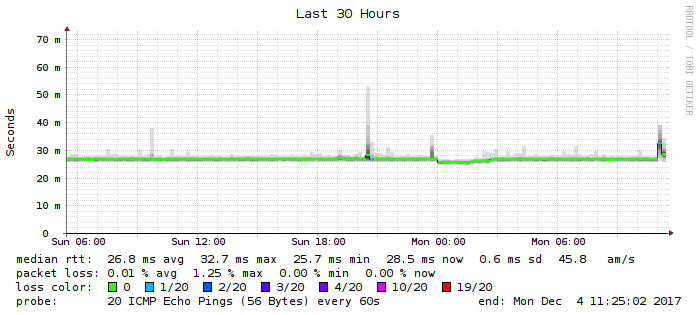 Last 30 Hours
RRDTOOL / TOBI OETIKER
Seconds
70 m
60 m
50 m
40 m
30 m
20 m
10 m
0
Sun 06:00 Sun 12:00 Sun 18:00 Mon 00:00 Mon 06:00
median rtt: 26.8 ms avg 32.7 ms max 25.7 ms min 28.5 ms now 0.6 ms sd 45.8 am/s
packet loss: 0.01 % avg 1.25 % max 0.00 % min 0.00 % now
loss color: 0 1/20 2/20 3/20 4/20 10/20 19/20
probe: 20 ICMP Echo Pings (56 Bytes) every 60s end: Mon Dec 4 11:25:02 2017